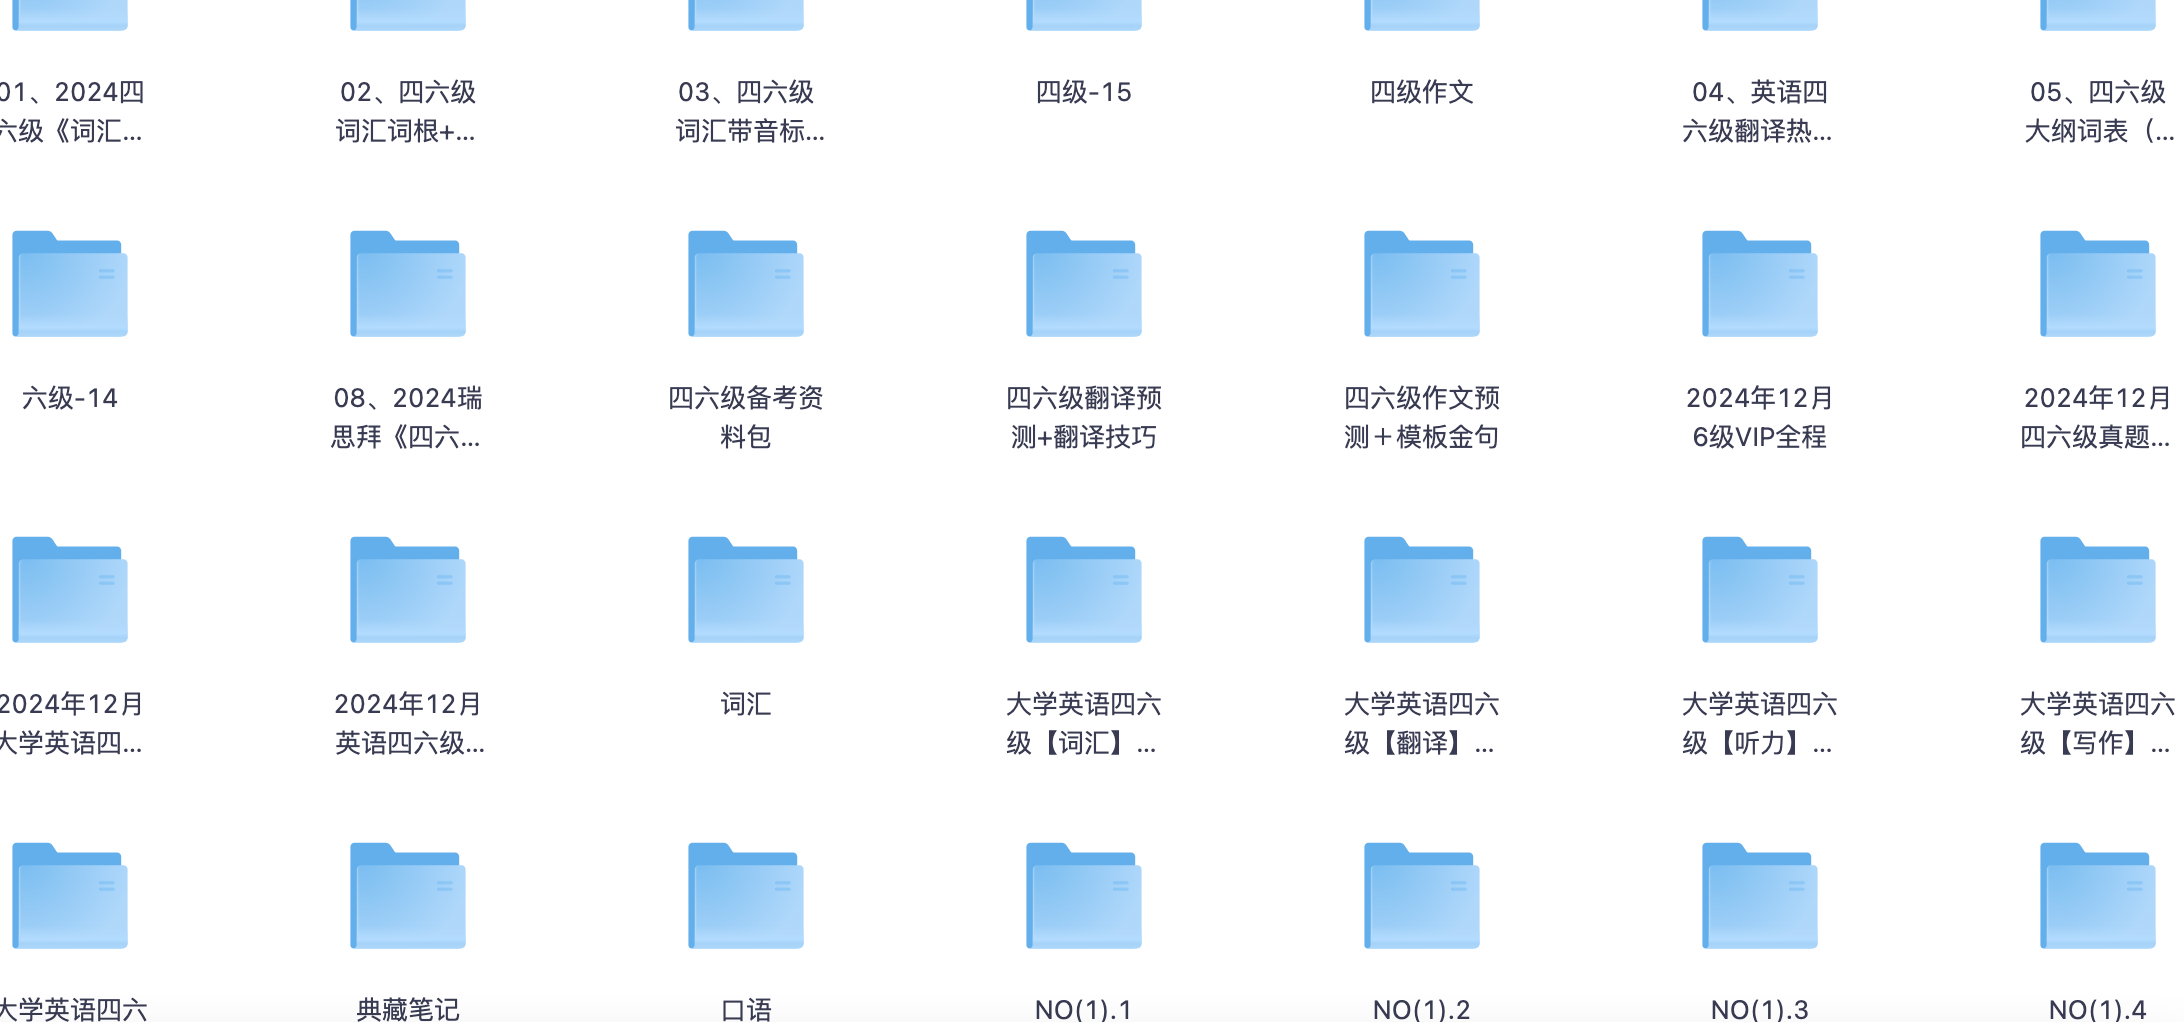 01、2024四
六级《词汇...
02、四六级
词汇词根+...
03、四六级
词汇带音标...
四级-15
四级作文
04、英语四
六级翻译热...
05、四六级
大纲词表（...
六级-14
08、2024瑞
思拜《四六...
四六级备考资
料包
四六级翻译预
测+翻译技巧
四六级作文预
测＋模板金句
2024年12月
6级VIP全程
2024年12月
四六级真题...
2024年12月
大学英语四...
2024年12月
英语四六级...
词汇
大学英语四六
级【词汇】...
大学英语四六
级【翻译】...
大学英语四六
级【听力】...
大学英语四六
级【写作】...
大学英语四六
典藏笔记
口语
NO(1).1
NO(1).2
NO(1).3
NO(1).4